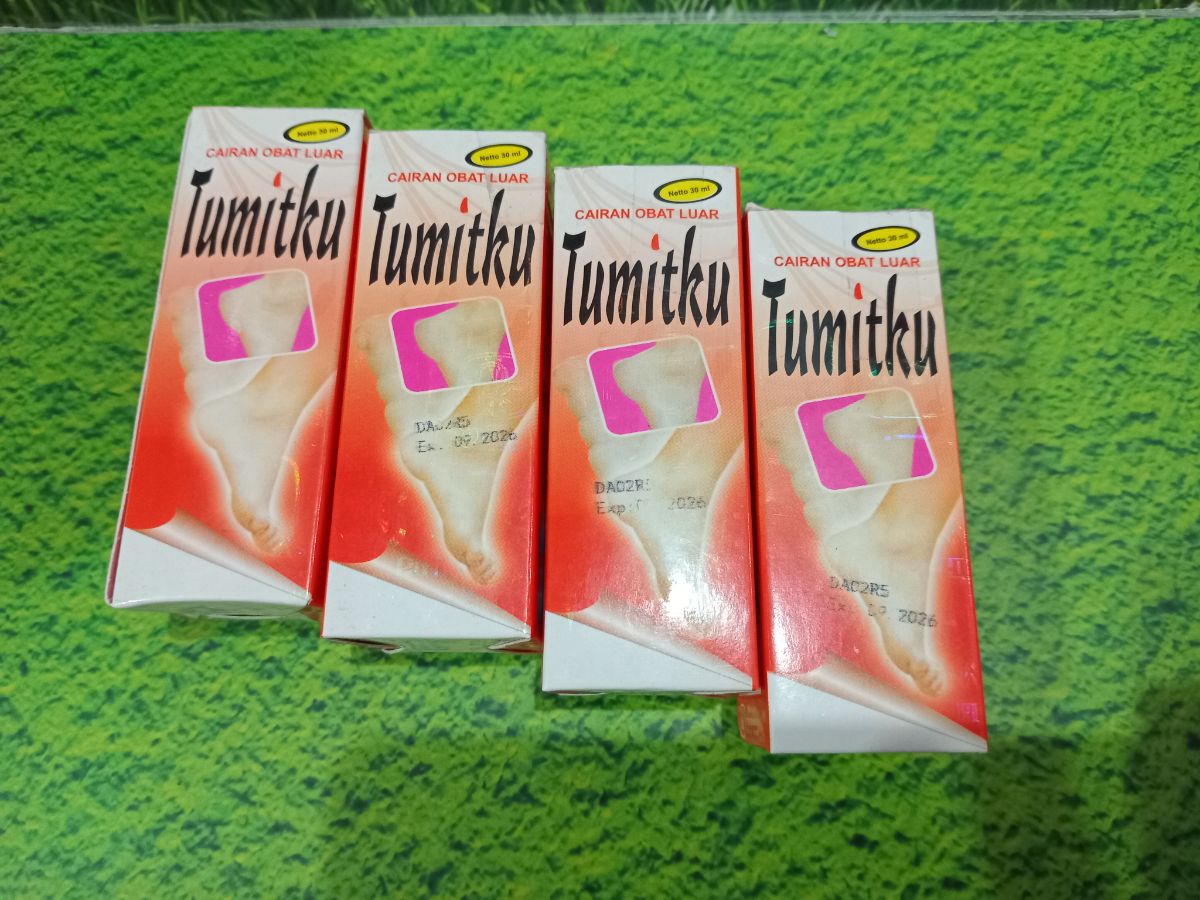 Netto 30 ml
CAIRAN OBAT LUAR
Tumitku
Netto 30 ml
CAIRAN OBAT LUAR
Tumitku
DA02R5
09. 2026
Netto 30 ml
CAIRAN OBAT LUAR
Tumitku
DA02R5
Exp: 2026
Netto 30 ml
CAIRAN OBAT LUAR
Tumitku
DA02R5
09. 2026